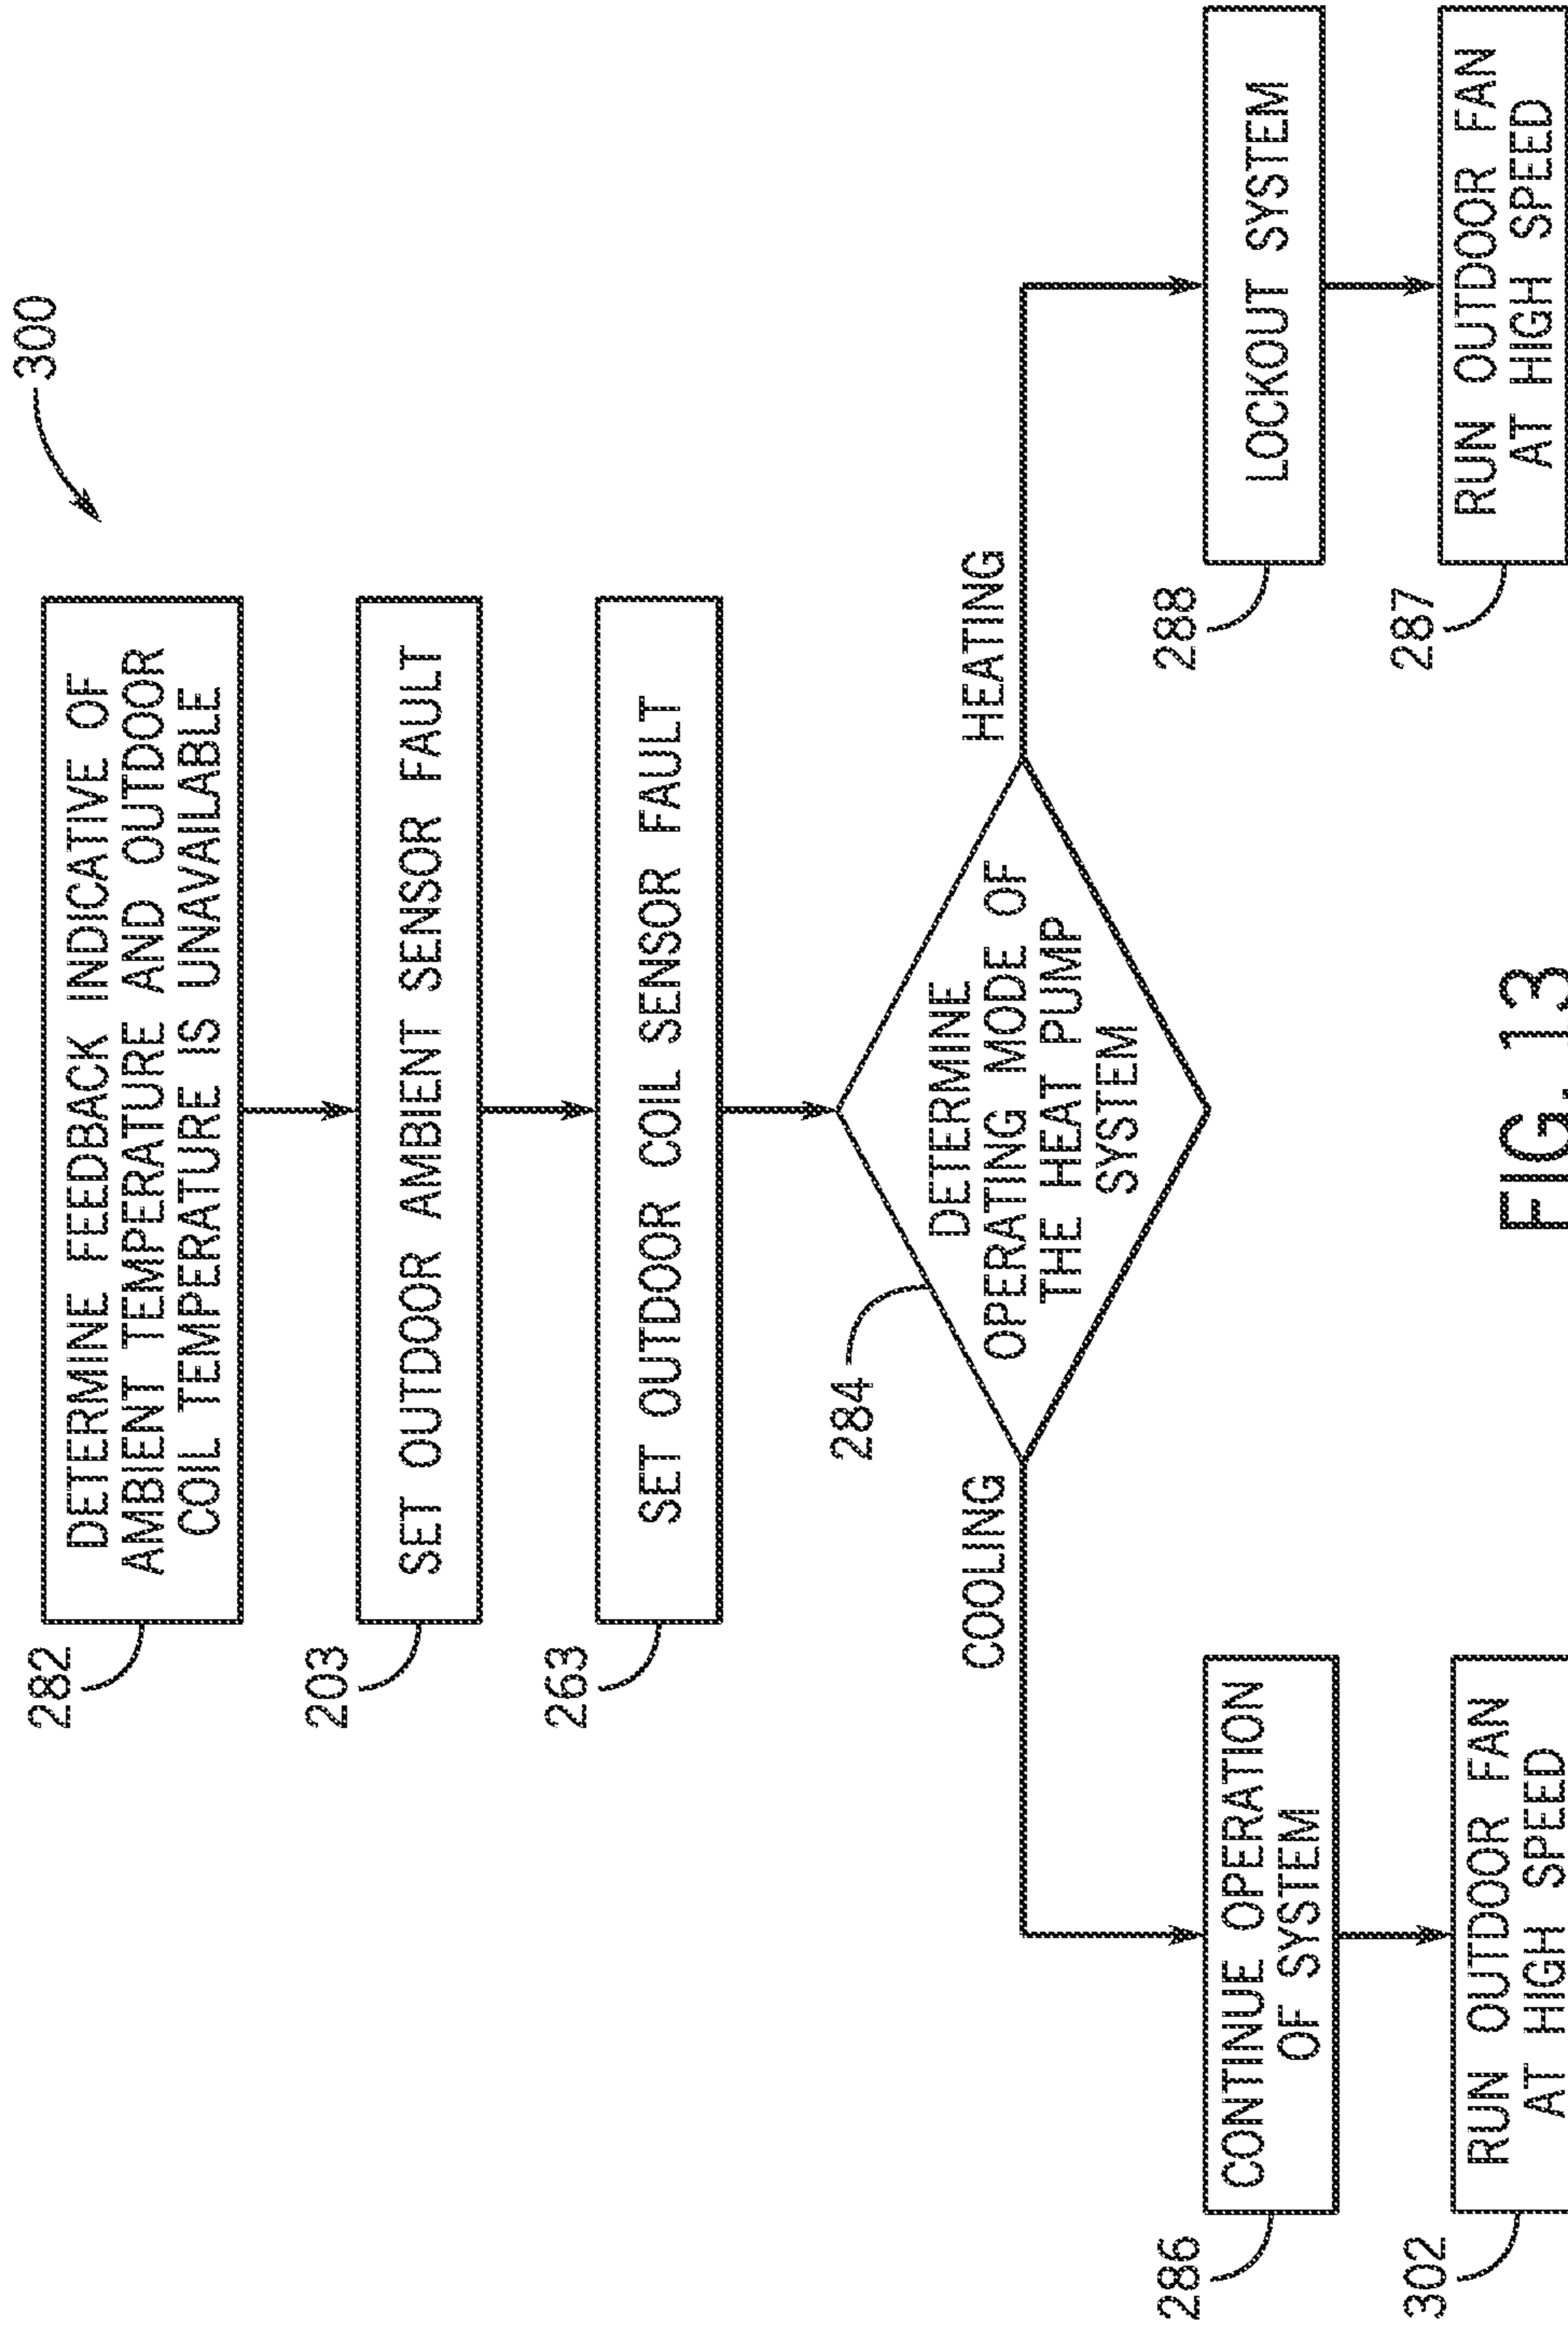 300
282
DETERMINE FEEDBACK INDICATIVE OF
AMBIENT TEMPERATURE AND OUTDOOR
COIL TEMPERATURE IS UNAVAILABLE
203
SET OUTDOOR AMBIENT SENSOR FAULT
263
SET OUTDOOR COIL SENSOR FAULT
284
DETERMINE
OPERATING MODE OF
THE HEAT PUMP
SYSTEM
COOLING
HEATING
286
CONTINUE OPERATION
OF SYSTEM
288
LOCKOUT SYSTEM
302
RUN OUTDOOR FAN
AT HIGH SPEED
287
RUN OUTDOOR FAN
AT HIGH SPEED
FIG. 13